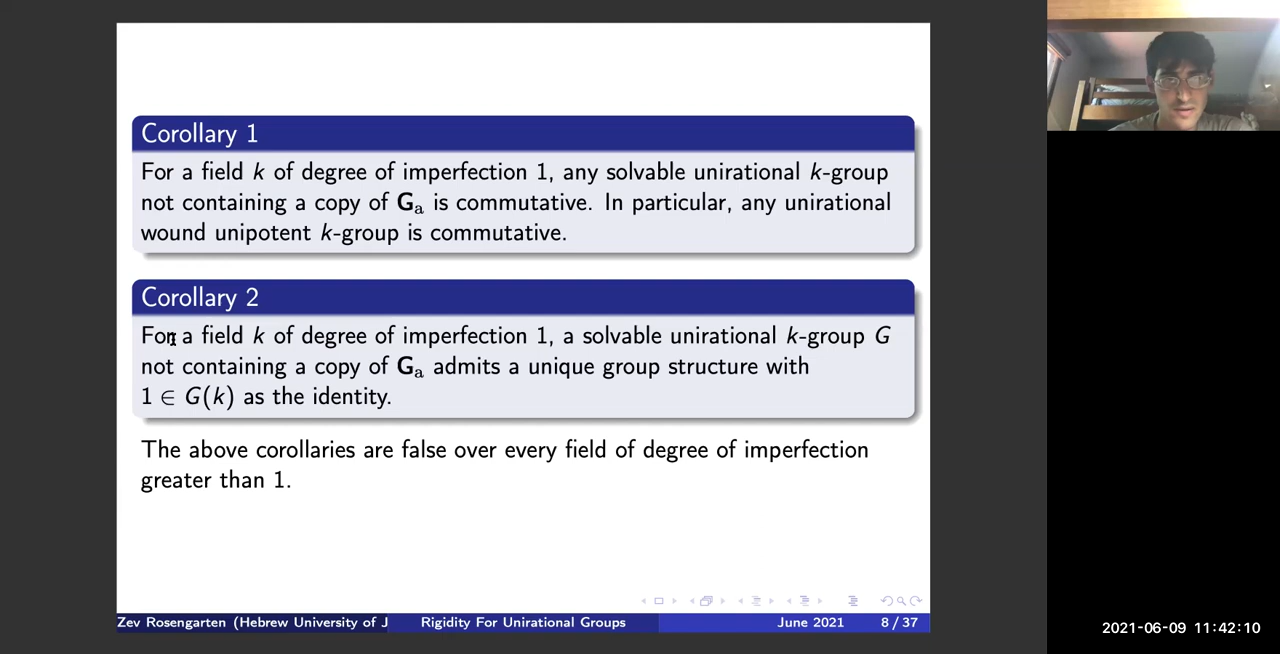 Corollary 1
For a field k of degree of imperfection 1, any solvable unirational k-group
not containing a copy of Gₐ is commutative. In particular, any unirational
wound unipotent k-group is commutative.
Corollary 2
For a field k of degree of imperfection 1, a solvable unirational k-group G
not containing a copy of Gₐ admits a unique group structure with
1 ∈ G(k) as the identity.
The above corollaries are false over every field of degree of imperfection
greater than 1.
Zev Rosengarten (Hebrew University of J
Rigidity For Unirational Groups
June 2021
8 / 37
2021-06-09 11:42:10